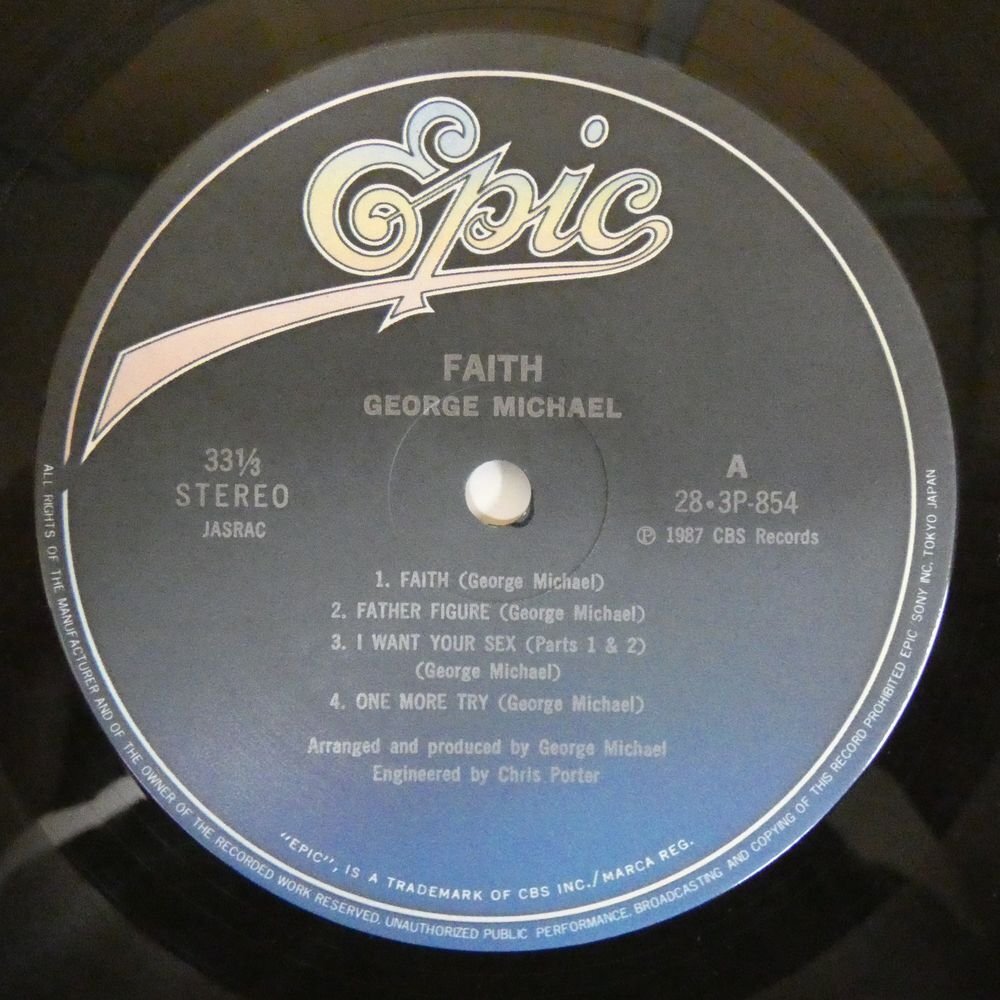 Epic
FAITH
GEORGE MICHAEL
33⅓
STEREO
JASRAC
A
28・3P-854
Ⓟ 1987 CBS Records
1. FAITH (George Michael)
2. FATHER FIGURE (George Michael)
3. I WANT YOUR SEX (Parts 1 & 2)
(George Michael)
4. ONE MORE TRY (George Michael)
Arranged and produced by George Michael
Engineered by Chris Porter
"EPIC", IS A TRADEMARK OF CBS INC./MARCA REG.
ALL RIGHTS OF THE MANUFACTURER AND OF THE OWNER OF THE RECORDED WORK RESERVED. UNAUTHORIZED PUBLIC PERFORMANCE, BROADCASTING AND COPYING OF THIS RECORD PROHIBITED EPIC SONY INC. TOKYO JAPAN